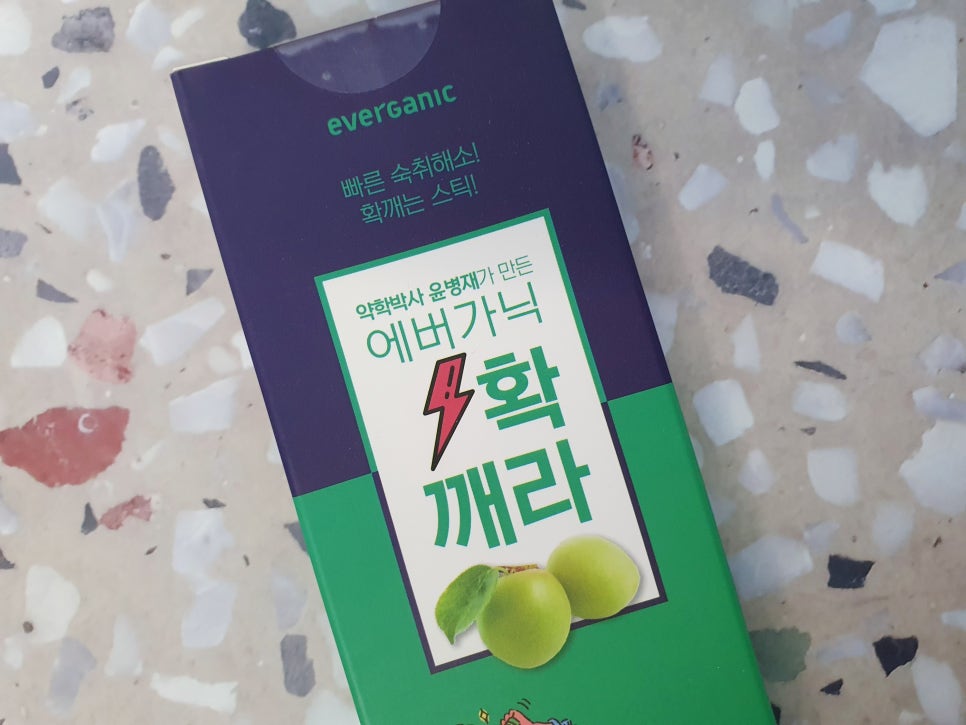 everganic
빠른 숙취해소!
확깨는 스틱!
약학박사 윤병재가 만든
에버가닉
확
깨라